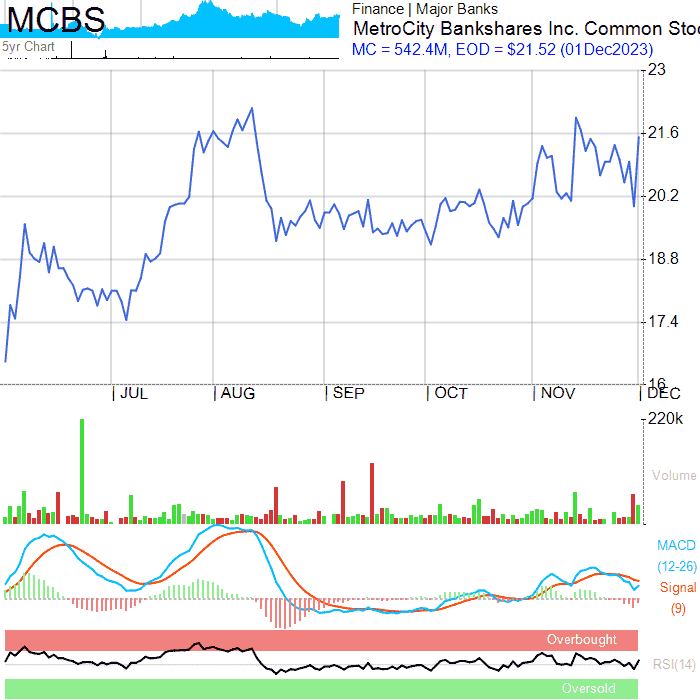 MCBS
5yr Chart
Finance | Major Banks
MetroCity Bankshares Inc. Common Stoc
MC = 542.4M, EOD = $21.52 (01Dec2023)
23
21.6
20.2
18.8
17.4
16
| JUL | AUG | SEP | OCT | NOV | DEC
220k
Volume
MACD
(12-26)
Signal
(9)
Overbought
RSI(14)
Oversold